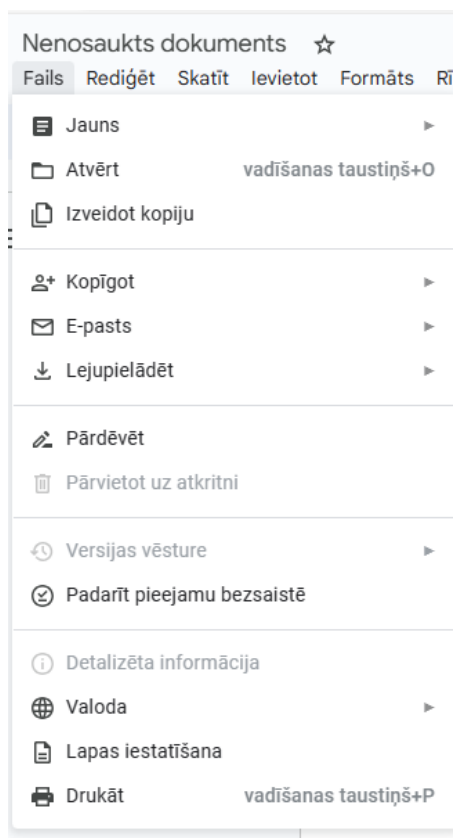 Nenosaukts dokuments
Fails Rediģēt Skatīt Ievietot Formāts
Jauns
Atvērt vadīšanas taustiņš+O
Izveidot kopiju
Kopīgot
E-pasts
Lejupielādēt
Pārdēvēt
Pārvietot uz atkritni
Versijas vēsture
Padarīt pieejamu bezsaistē
Detalizēta informācija
Valoda
Lapas iestatīšana
Drukāt vadīšanas taustiņš+P